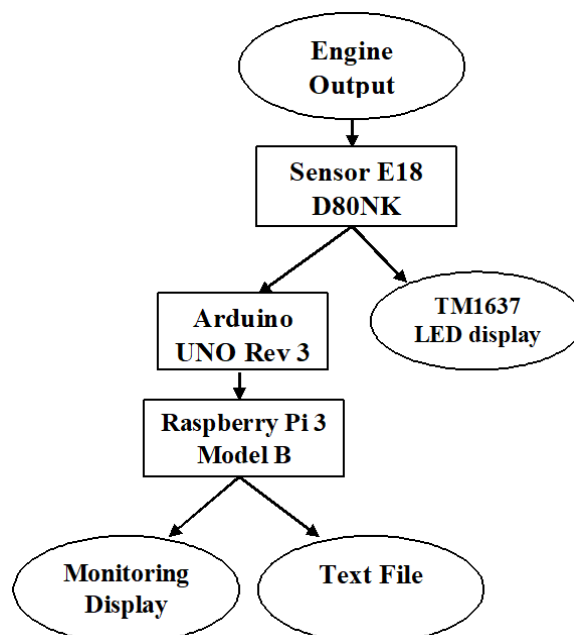 Engine
Output
Sensor E18
D80NK
Arduino
UNO Rev 3
TM1637
LED display
Raspberry Pi 3
Model B
Monitoring
Display
Text File